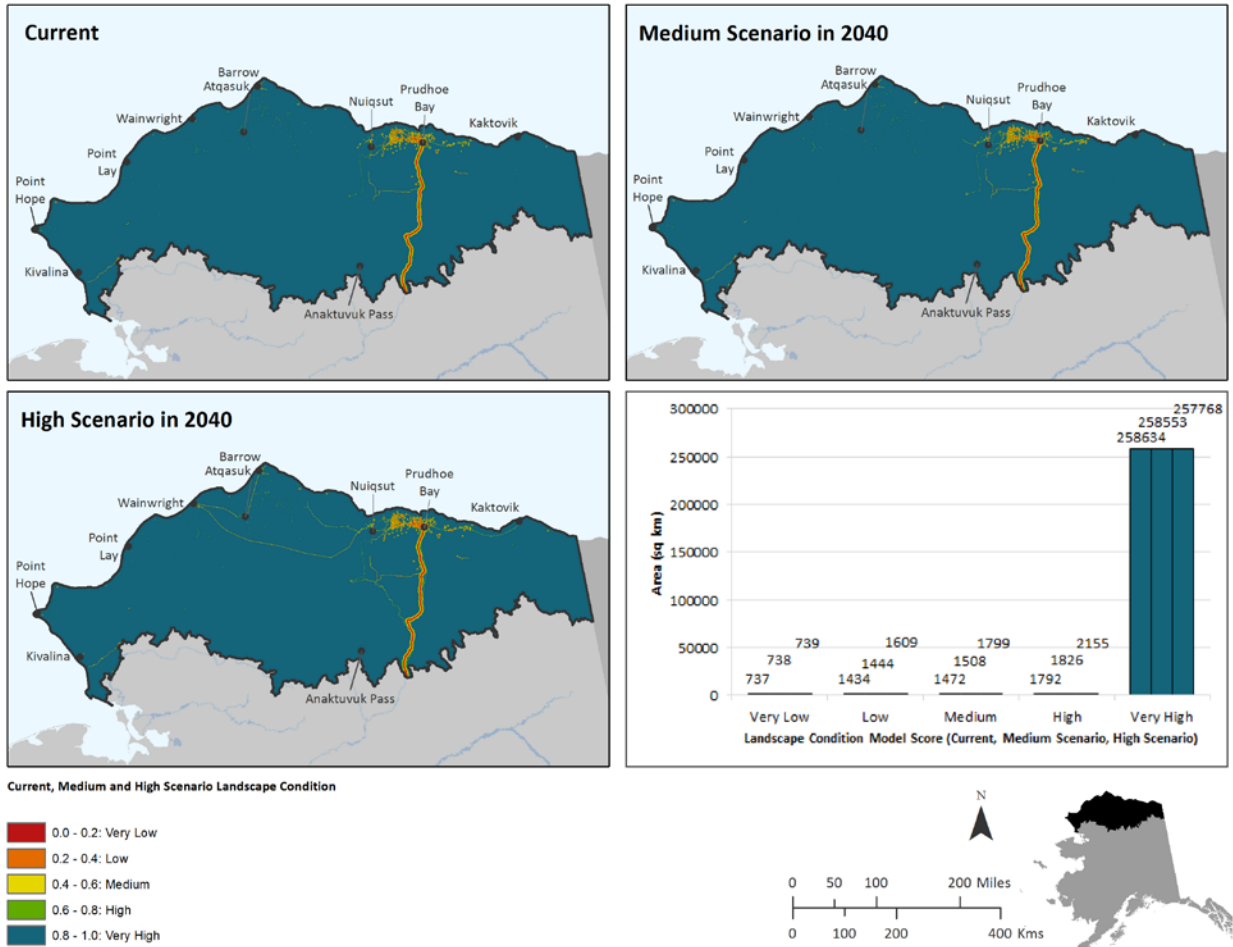 Current
Barrow
Atqasuk
Wainwright
Nuiqsut
Prudhoe
Bay
Kaktovik
Point
Lay
Point
Hope
Kivalina
Anaktuvuk Pass
Medium Scenario in 2040
Barrow
Atqasuk
Wainwright
Nuiqsut
Prudhoe
Bay
Kaktovik
Point
Lay
Point
Hope
Kivalina
Anaktuvuk Pass
High Scenario in 2040
Barrow
Atqasuk
Wainwright
Nuiqsut
Prudhoe
Bay
Kaktovik
Point
Lay
Point
Hope
Kivalina
Anaktuvuk Pass
Area (sq km)
300000
250000
200000
150000
100000
50000
0
737
738
739
1434
1444
1609
1472
1508
1799
1792
1826
2155
258634
258553
257768
Very Low
Low
Medium
High
Very High
Landscape Condition Model Score (Current, Medium Scenario, High Scenario)
Current, Medium and High Scenario Landscape Condition
0.0 - 0.2: Very Low
0.2 - 0.4: Low
0.4 - 0.6: Medium
0.6 - 0.8: High
0.8 - 1.0: Very High
N
0 50 100 200 Miles
0 100 200 400 Kms